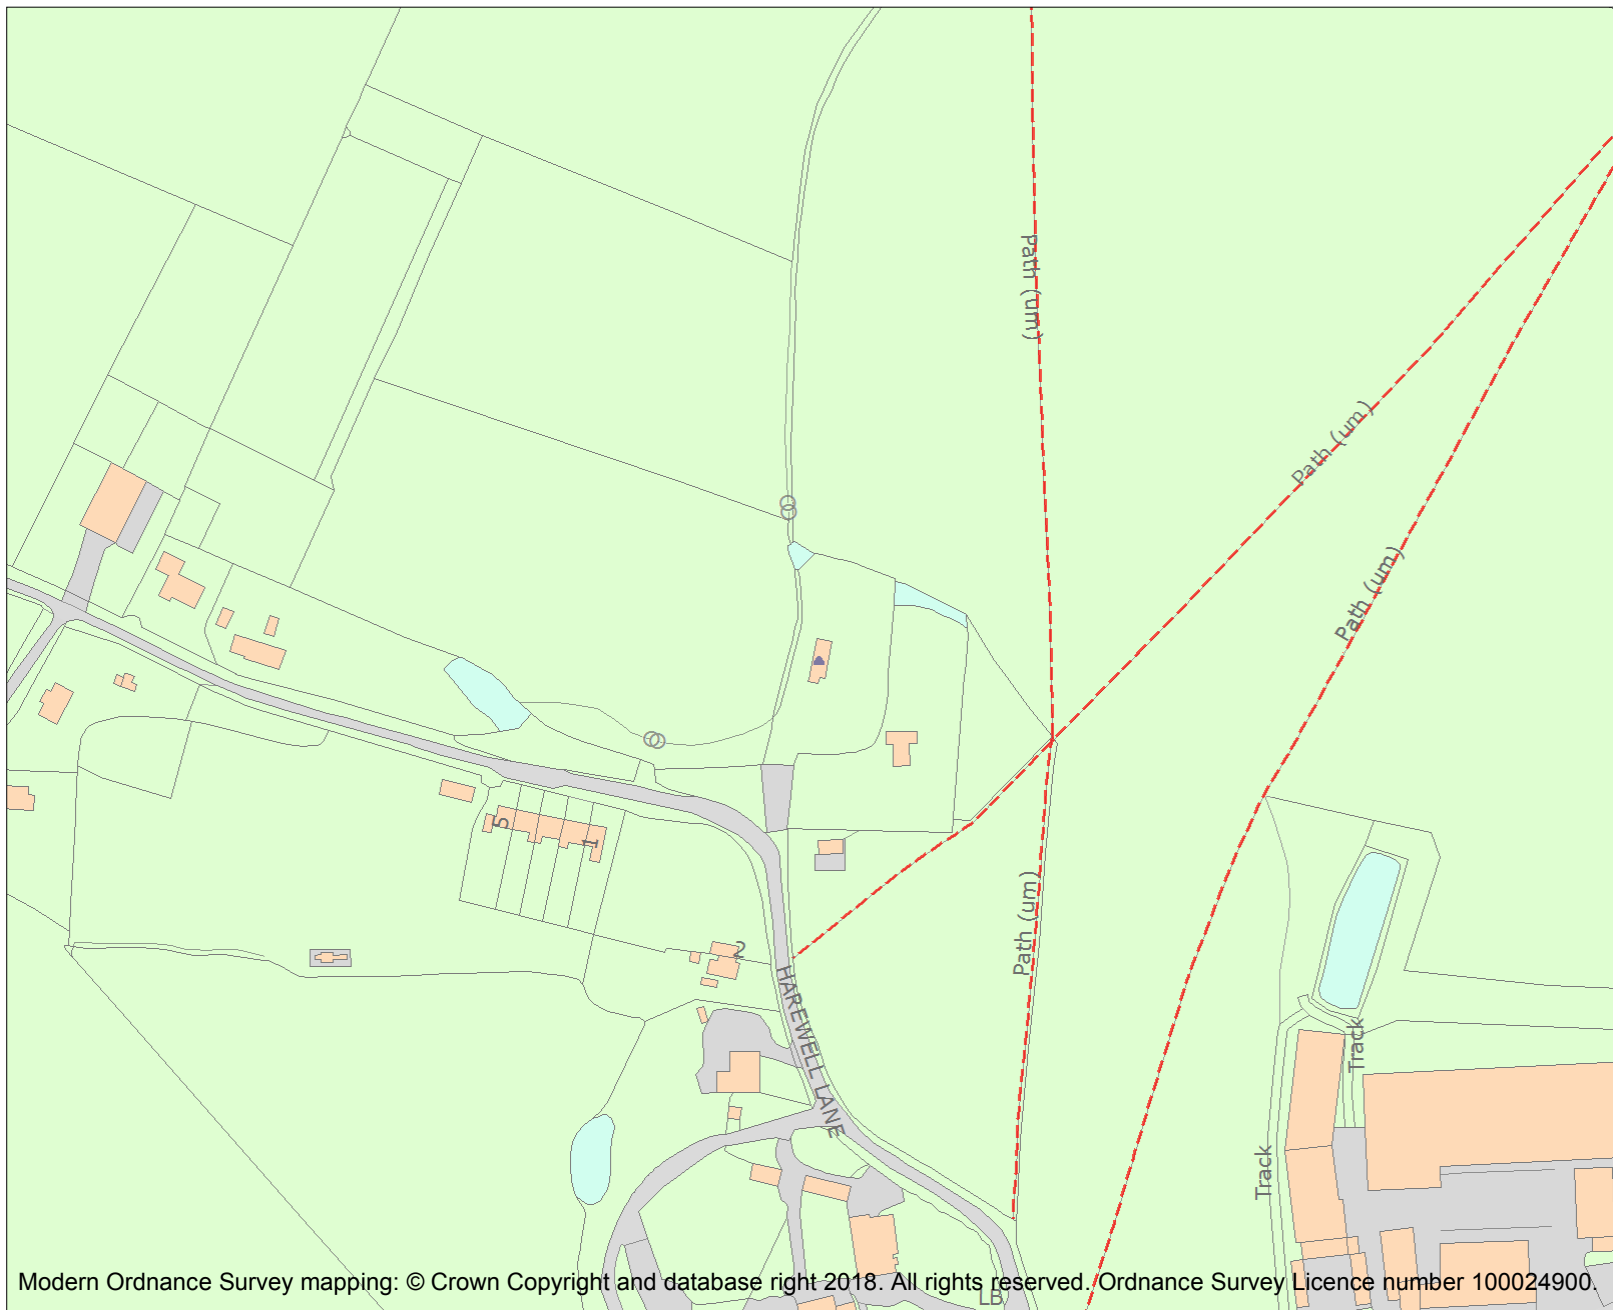 Path (um)
Path (um)
Path (um)
5
1
Path (um)
2
HAREWELL LANE
Track
Track
Modern Ordnance Survey mapping: © Crown Copyright and database right 2018. All rights reserved. Ordnance Survey Licence number 100024900.
LB